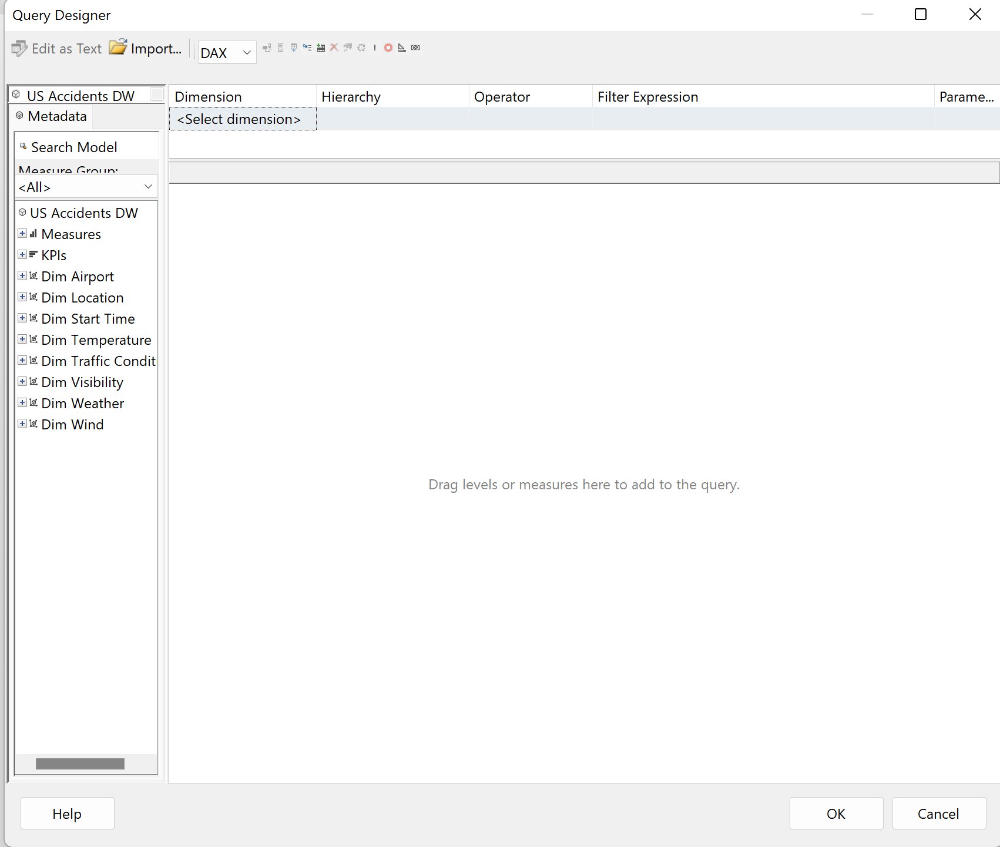 Query Designer
Edit as Text Import... DAX
US Accidents DW
Metadata
Search Model
Measure Group:
<All>
US Accidents DW
Measures
KPIs
Dim Airport
Dim Location
Dim Start Time
Dim Temperature
Dim Traffic Condit
Dim Visibility
Dim Weather
Dim Wind
Dimension Hierarchy Operator Filter Expression Parame...
<Select dimension>
Drag levels or measures here to add to the query.
Help OK Cancel